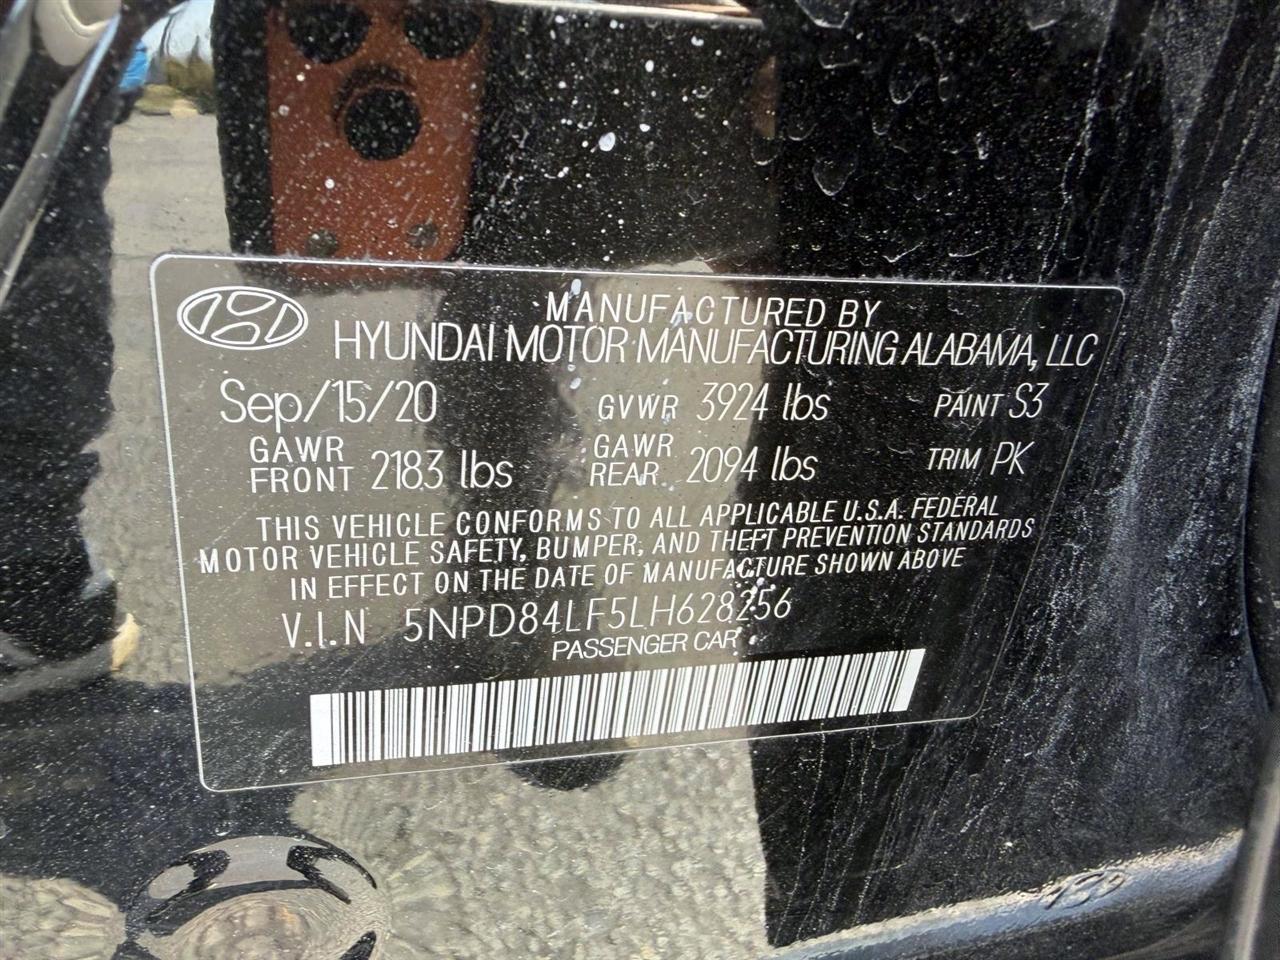 MANUFACTURED BY
HYUNDAI MOTOR MANUFACTURING ALABAMA, LLC
Sep/15/20 GVWR 3924 lbs PAINT S3
GAWR FRONT 2183 lbs GAWR REAR 2094 lbs TRIM PK
THIS VEHICLE CONFORMS TO ALL APPLICABLE U.S.A. FEDERAL
MOTOR VEHICLE SAFETY, BUMPER, AND THEFT PREVENTION STANDARDS
IN EFFECT ON THE DATE OF MANUFACTURE SHOWN ABOVE
V.I.N 5NPD84LF5LH628256
PASSENGER CAR